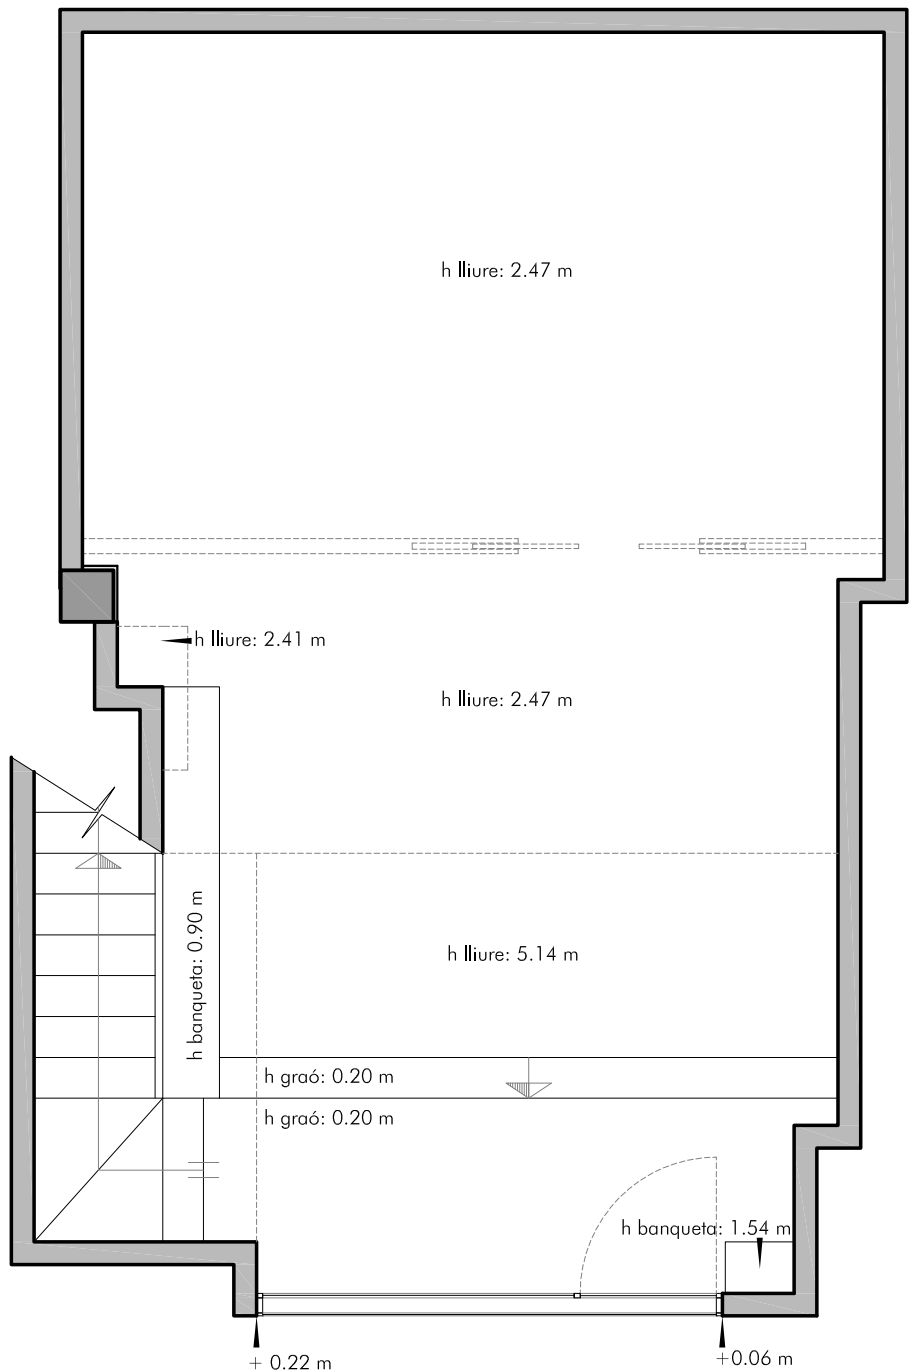 h lliure: 2.47 m
h lliure: 2.41 m
h lliure: 2.47 m
h banqueta: 0.90 m
h lliure: 5.14 m
h graó: 0.20 m
h graó: 0.20 m
h banqueta: 1.54 m
+ 0.22 m
+0.06 m